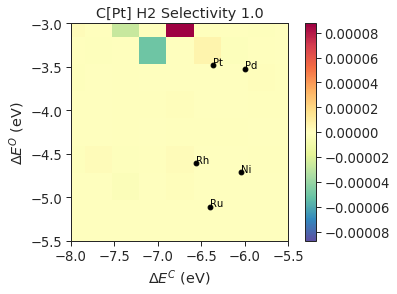 C[Pt] H2 Selectivity 1.0
−3.0
−3.5
−4.0
−4.5
−5.0
−5.5
ΔE^O (eV)
Pt
Pd
Rh
Ni
Ru
−8.0 −7.5 −7.0 −6.5 −6.0 −5.5
ΔE^C (eV)
0.00008
0.00006
0.00004
0.00002
0.00000
−0.00002
−0.00004
−0.00006
−0.00008